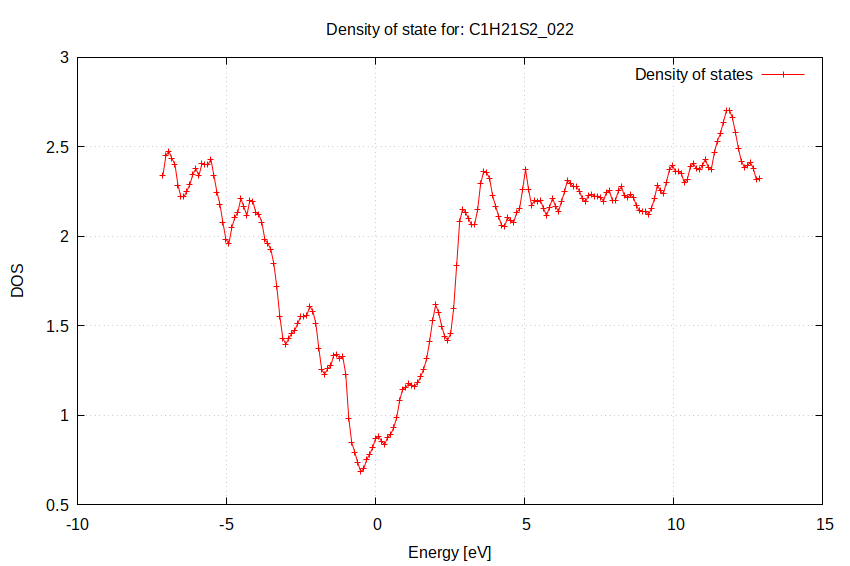 Density of state for: C1H21S2_022
Density of states
3
2.5
2
1.5
1
0.5
DOS
-10 -5 0 5 10 15
Energy [eV]